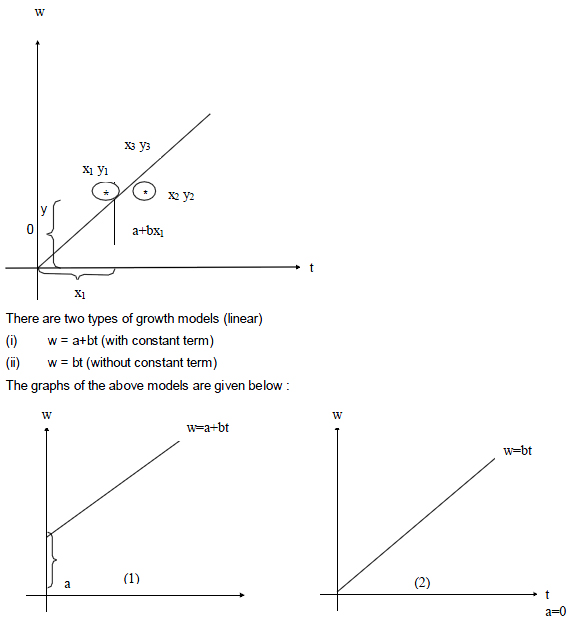 w
x3 y3
x1 y1
* *
x2 y2
y
0
a+bx1
t
x1
There are two types of growth models (linear)
(i) w = a+bt (with constant term)
(ii) w = bt (without constant term)
The graphs of the above models are given below :
w
w=a+bt
a
(1)
w
w=bt
(2)
t
a=0